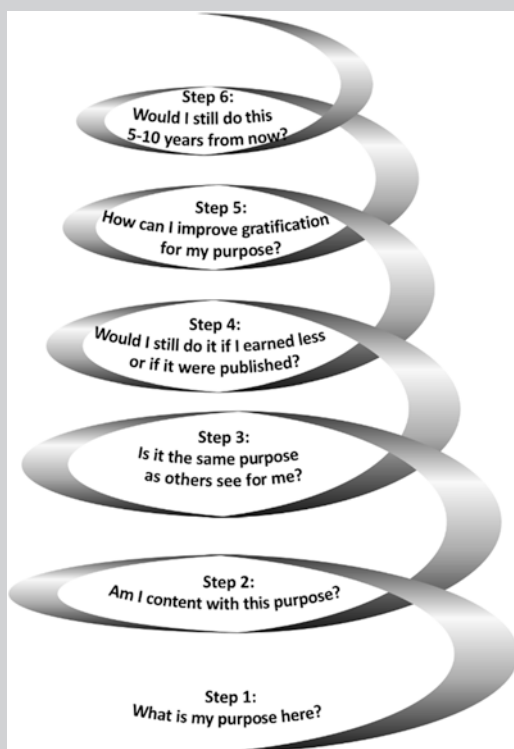 Step 6:
Would I still do this
5-10 years from now?
Step 5:
How can I improve gratification
for my purpose?
Step 4:
Would I still do it if I earned less
or if it were published?
Step 3:
Is it the same purpose
as others see for me?
Step 2:
Am I content with this purpose?
Step 1:
What is my purpose here?